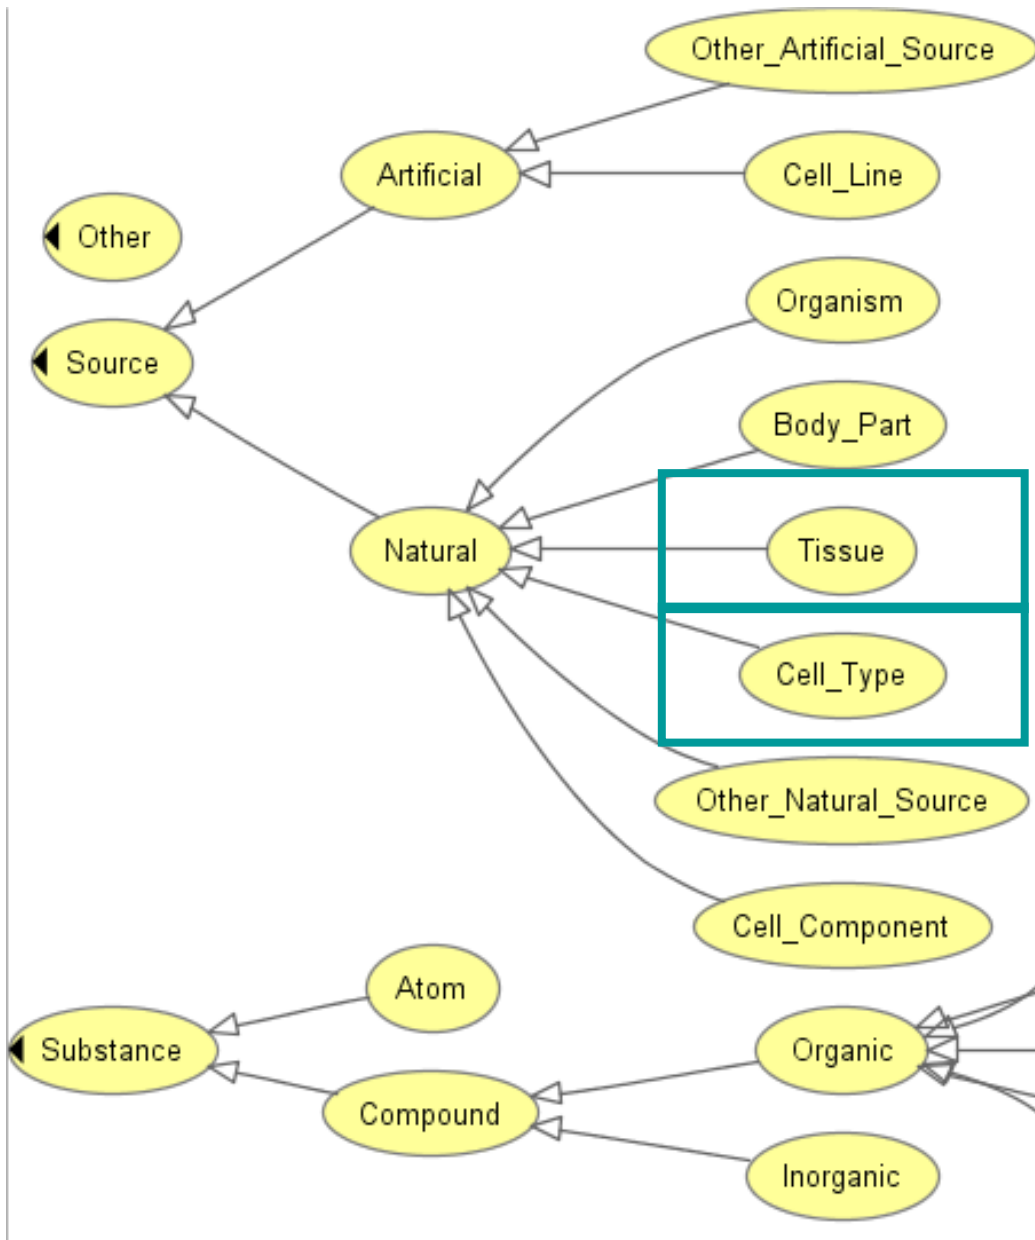 Other_Artificial_Source
Artificial
Cell_Line
Other
Organism
Source
Body_Part
Natural
Tissue
Cell_Type
Other_Natural_Source
Cell_Component
Atom
Substance
Organic
Compound
Inorganic